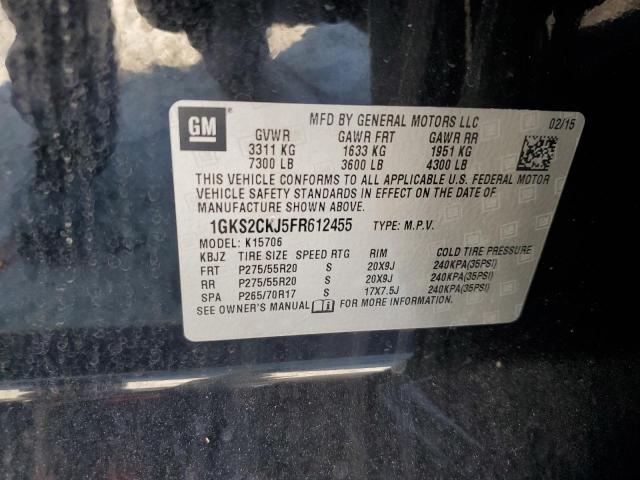 GM
MFD BY GENERAL MOTORS LLC 02/15
GVWR GAWR FRT GAWR RR
3311 KG 1633 KG 1951 KG
7300 LB 3600 LB 4300 LB
THIS VEHICLE CONFORMS TO ALL APPLICABLE U.S. FEDERAL MOTOR
VEHICLE SAFETY STANDARDS IN EFFECT ON THE DATE OF
MANUFACTURE SHOWN ABOVE.
1GKS2CKJ5FR612455 TYPE: M.P.V.
MODEL: K15706
KBJZ TIRE SIZE SPEED RTG RIM COLD TIRE PRESSURE
FRT P275/55R20 S 20X9J 240KPA(35PSI)
RR P275/55R20 S 20X9J 240KPA(35PSI)
SPA P265/70R17 S 17X7.5J 240KPA(35PSI)
SEE OWNER'S MANUAL FOR MORE INFORMATION.